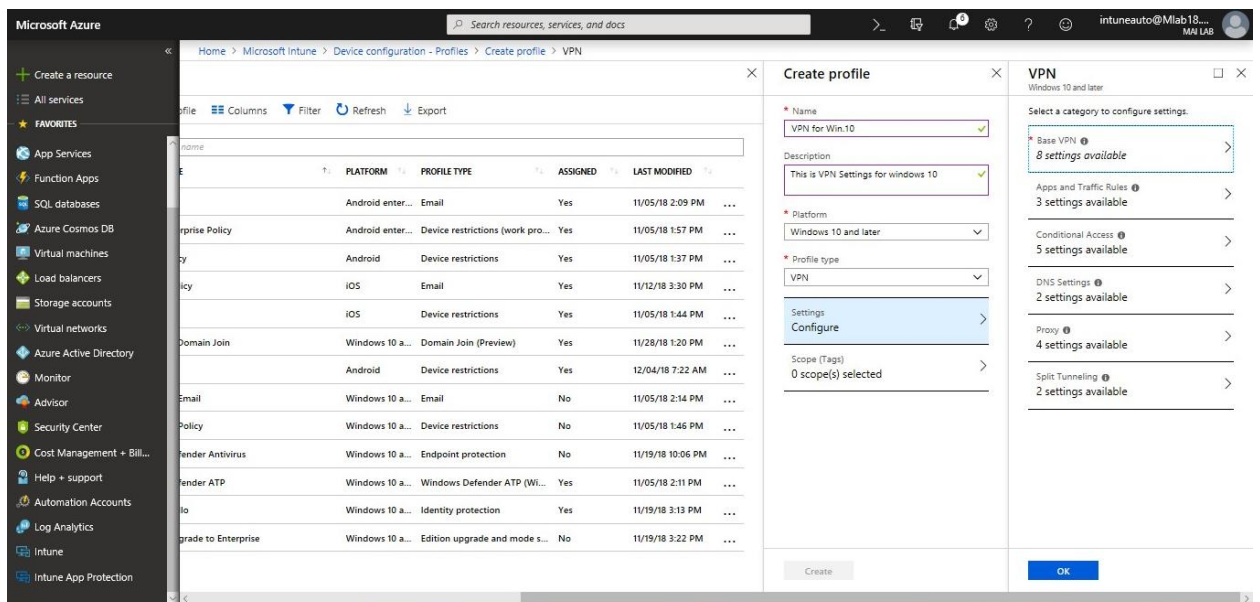 Microsoft Azure
Search resources, services, and docs
6
intuneauto@Mlab18....
MAI LAB
Home > Microsoft Intune > Device configuration - Profiles > Create profile > VPN
Create a resource
All services
FAVORITES
App Services
Function Apps
SQL databases
Azure Cosmos DB
Virtual machines
Load balancers
Storage accounts
Virtual networks
Azure Active Directory
Monitor
Advisor
Security Center
Cost Management + Bill...
Help + support
Automation Accounts
Log Analytics
Intune
Intune App Protection
ofile Columns Filter Refresh Export
name
E PLATFORM PROFILE TYPE ASSIGNED LAST MODIFIED
Android enter... Email Yes 11/05/18 2:09 PM ...
rprise Policy Android enter... Device restrictions (work pro... Yes 11/05/18 1:57 PM ...
cy Android Device restrictions Yes 11/05/18 1:37 PM ...
icy iOS Email Yes 11/12/18 3:30 PM ...
iOS Device restrictions Yes 11/05/18 1:44 PM ...
Domain Join Windows 10 a... Domain Join (Preview) Yes 11/28/18 1:20 PM ...
Android Device restrictions Yes 12/04/18 7:22 AM ...
Email Windows 10 a... Email No 11/05/18 2:14 PM ...
Policy Windows 10 a... Device restrictions No 11/05/18 1:46 PM ...
fender Antivirus Windows 10 a... Endpoint protection No 11/19/18 10:06 PM ...
fender ATP Windows 10 a... Windows Defender ATP (Wi... Yes 11/05/18 2:11 PM ...
lo Windows 10 a... Identity protection Yes 11/19/18 3:13 PM ...
grade to Enterprise Windows 10 a... Edition upgrade and mode s... No 11/19/18 3:22 PM ...
Create profile
* Name
VPN for Win.10
Description
This is VPN Settings for windows 10
* Platform
Windows 10 and later
* Profile type
VPN
Settings
Configure
Scope (Tags)
0 scope(s) selected
Create
VPN
Windows 10 and later
Select a category to configure settings.
* Base VPN
8 settings available
Apps and Traffic Rules
3 settings available
Conditional Access
5 settings available
DNS Settings
2 settings available
Proxy
4 settings available
Split Tunneling
2 settings available
OK